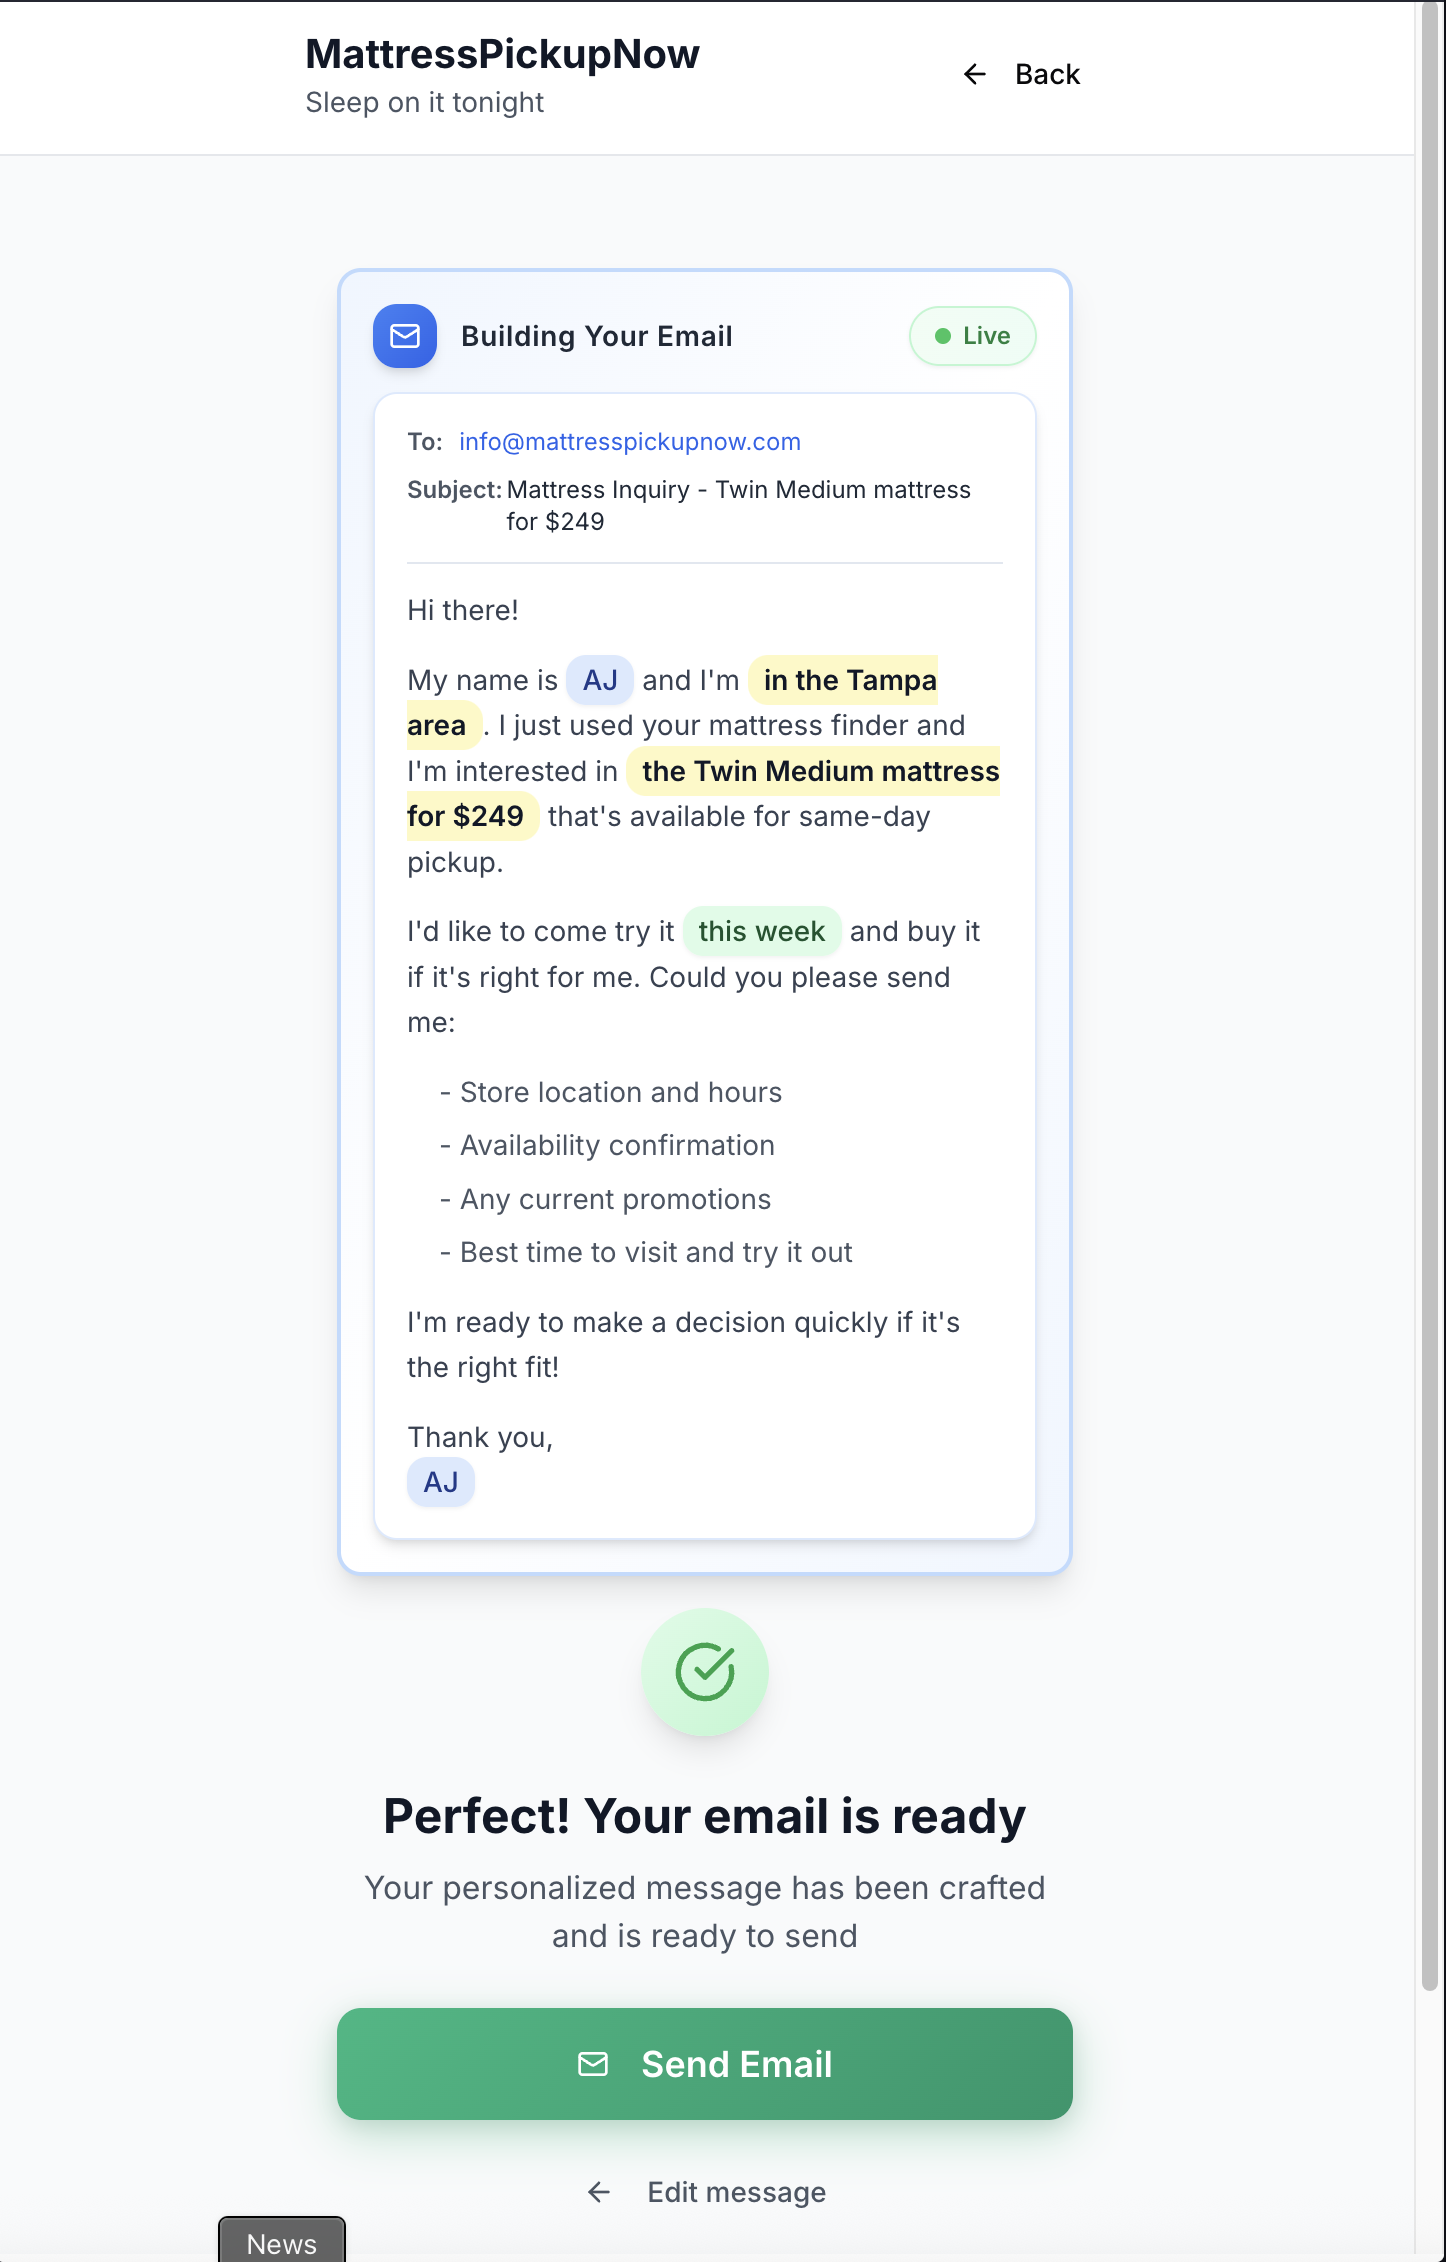 MattressPickupNow
Sleep on it tonight
Back
Building Your Email
Live
To: info@mattresspickupnow.com
Subject: Mattress Inquiry - Twin Medium mattress
for $249
Hi there!
My name is AJ and I'm in the Tampa
area . I just used your mattress finder and
I'm interested in the Twin Medium mattress
for $249 that's available for same-day
pickup.
I'd like to come try it this week and buy it
if it's right for me. Could you please send
me:
- Store location and hours
- Availability confirmation
- Any current promotions
- Best time to visit and try it out
I'm ready to make a decision quickly if it's
the right fit!
Thank you,
AJ
Perfect! Your email is ready
Your personalized message has been crafted
and is ready to send
Send Email
Edit message
News